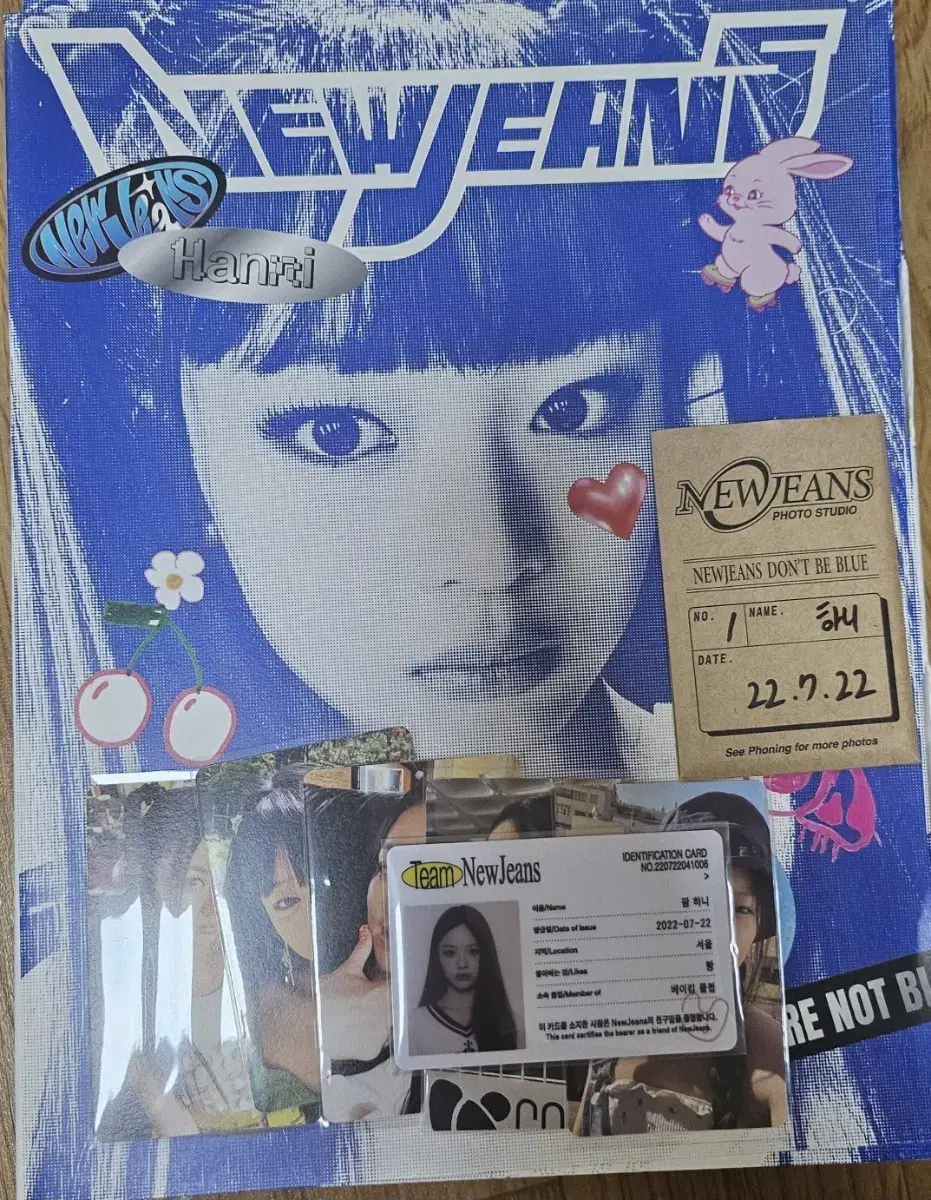 NEWJEANS
NewJeans
Hanni
NEWJEANS
PHOTO STUDIO
NEWJEANS DON'T BE BLUE
NO. 1 NAME. 하니
DATE.
22.7.22
See Phoning for more photos
Team NewJeans
IDENTIFICATION CARD
NO.220722041006
>
이름/Name 팜 하니
발급일/Date of Issue 2022-07-22
지역/Location 서울
좋아하는 것/Likes 빵
소속 클럽/Member of 베이킹 클럽
이 카드를 소지한 사람은 NewJeans의 친구임을 증명합니다.
This card certifies the bearer as a friend of NewJeans.
RE NOT BL